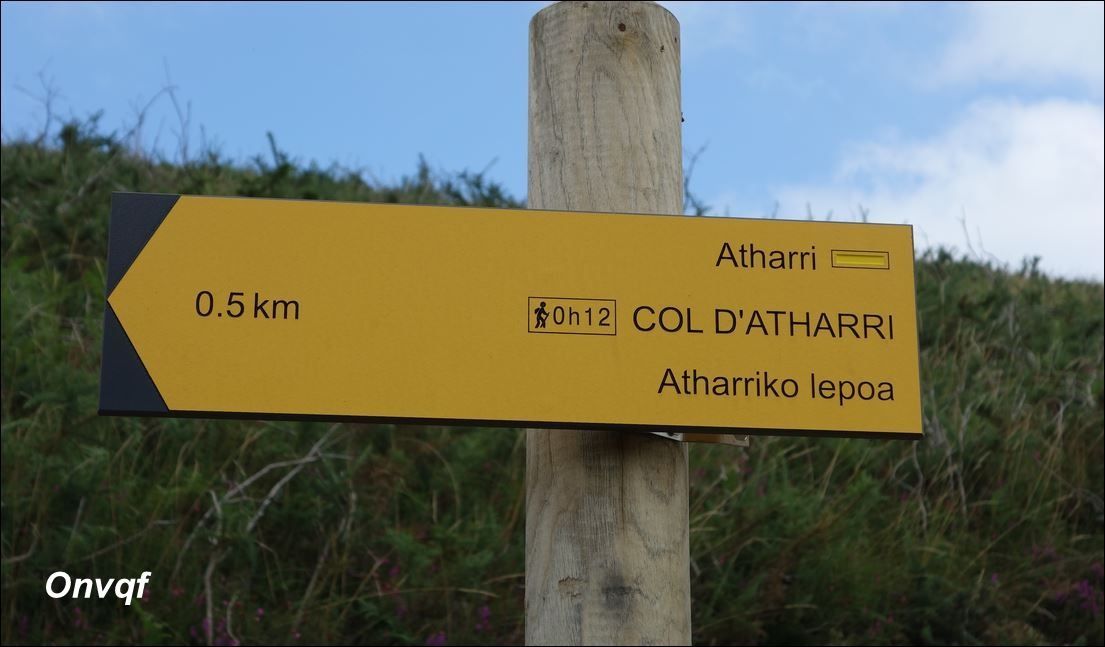 Atharri
0.5 km
0h12 COL D'ATHARRI
Atharriko lepoa
Onvqf